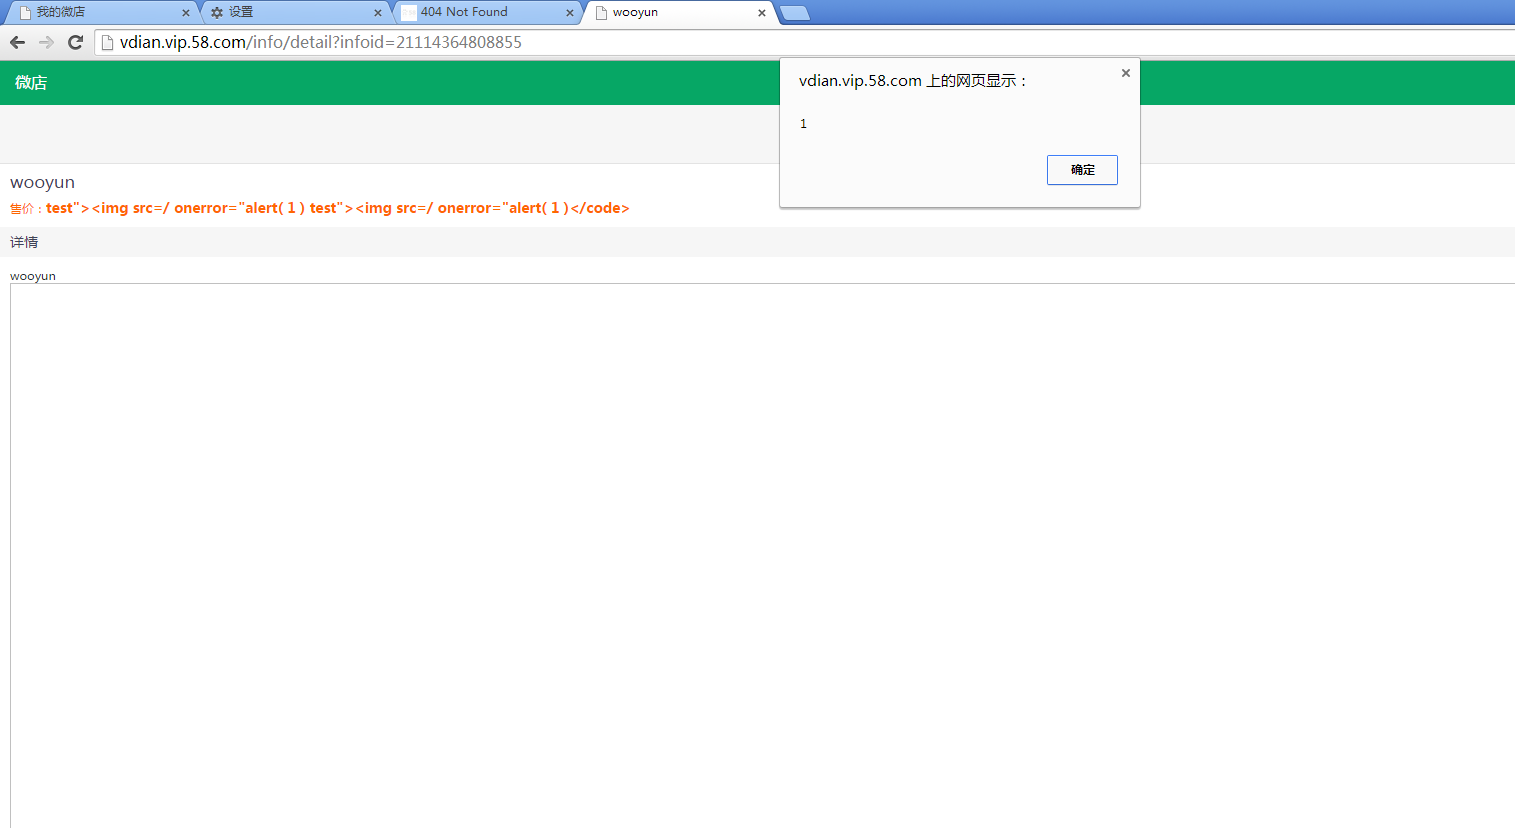 我的微店
设置
404 Not Found
wooyun
vdian.vip.58.com/info/detail?infoid=21114364808855
微店
vdian.vip.58.com 上的网页显示：
1
确定
wooyun
售价：test"><img src=/ onerror="alert( 1 ) test"><img src=/ onerror="alert( 1 )</code>
详情
wooyun